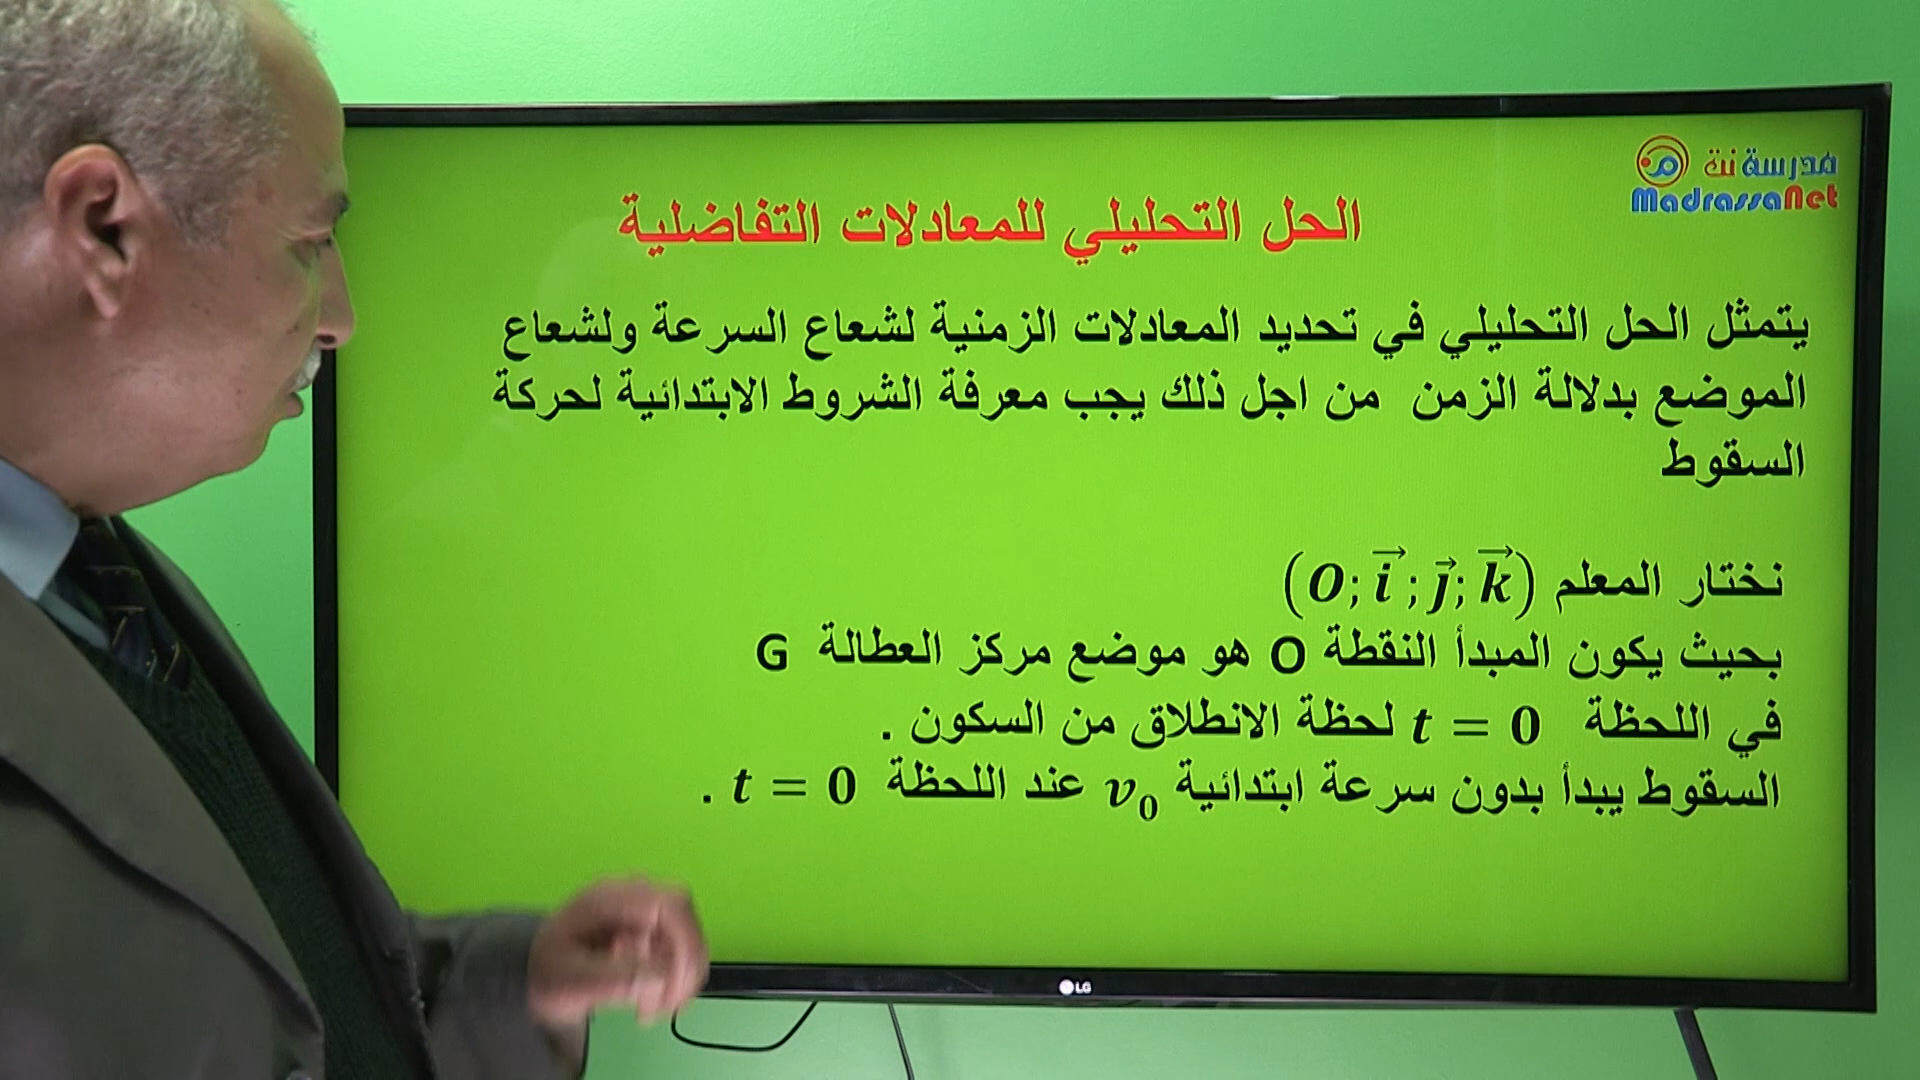 مدرسة نت
MadrassaNet
الحل التحليلي للمعادلات التفاضلية
يتمثل الحل التحليلي في تحديد المعادلات الزمنية لشعاع السرعة ولشعاع
الموضع بدلالة الزمن من اجل ذلك يجب معرفة الشروط الابتدائية لحركة
السقوط
نختار المعلم (O; i⃗ ; j⃗; k⃗)
بحيث يكون المبدأ النقطة O هو موضع مركز العطالة G
في اللحظة t = 0 لحظة الانطلاق من السكون .
السقوط يبدأ بدون سرعة ابتدائية v₀ عند اللحظة t = 0 .
LG